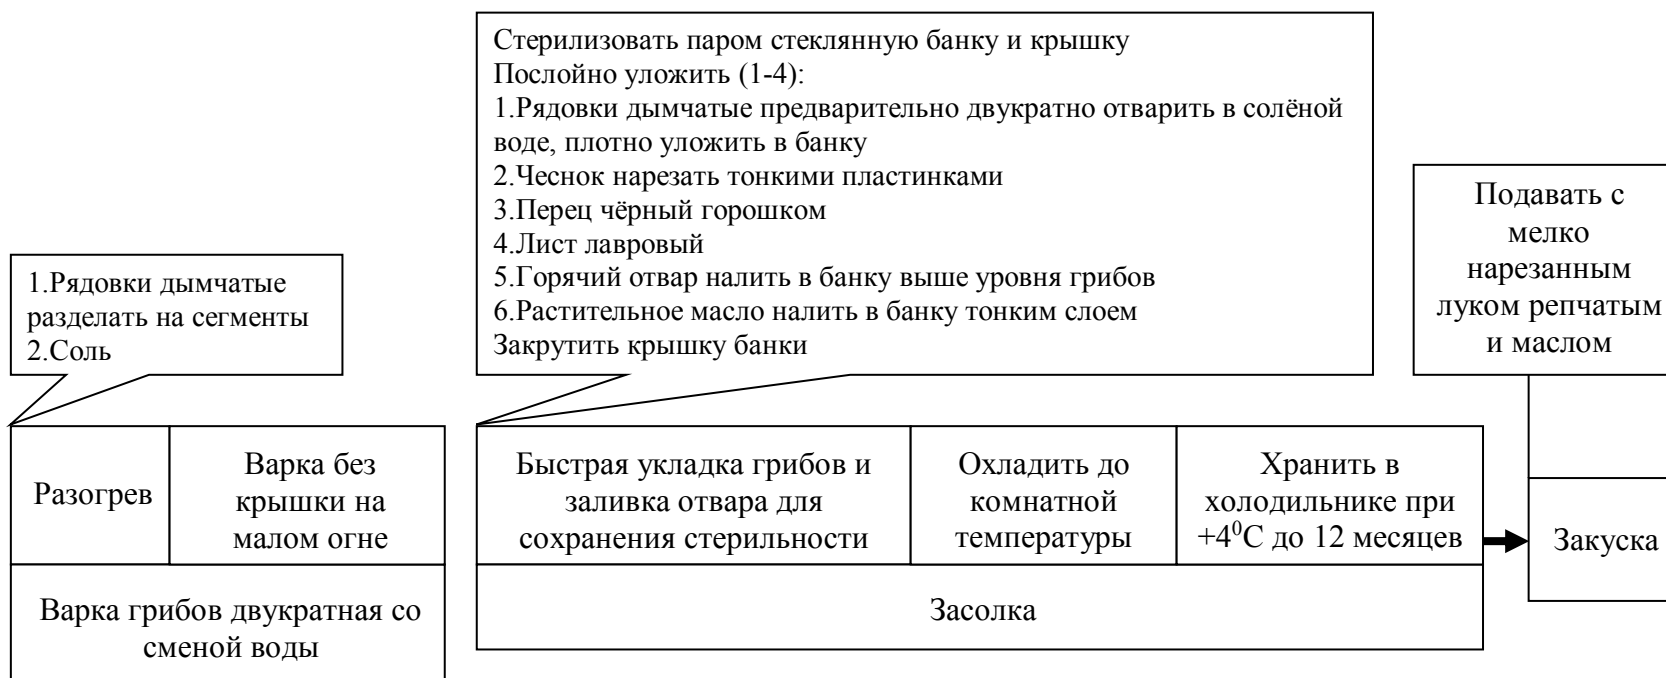 Стерилизовать паром стеклянную банку и крышку
Послойно уложить (1-4):
1.Рядовки дымчатые предварительно двукратно отварить в солёной
воде, плотно уложить в банку
2.Чеснок нарезать тонкими пластинками
3.Перец чёрный горошком
4.Лист лавровый
5.Горячий отвар налить в банку выше уровня грибов
6.Растительное масло налить в банку тонким слоем
Закрутить крышку банки
Подавать с
мелко
нарезанным
луком репчатым
и маслом
1.Рядовки дымчатые
разделать на сегменты
2.Соль
Разогрев
Варка без
крышки на
малом огне
Быстрая укладка грибов и
заливка отвара для
сохранения стерильности
Охладить до
комнатной
температуры
Хранить в
холодильнике при
+4⁰С до 12 месяцев
Закуска
Варка грибов двукратная со
сменой воды
Засолка